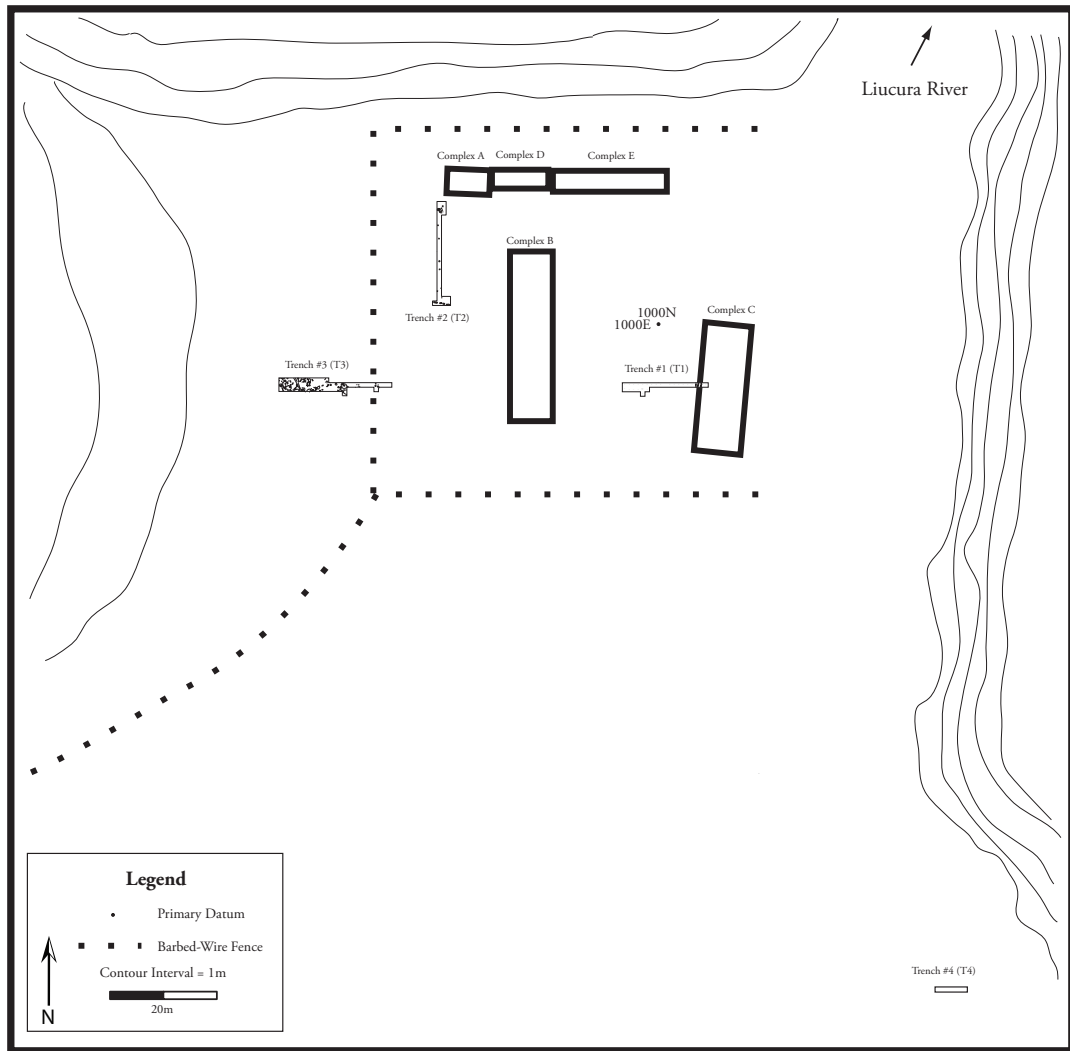 Liucura River
Complex A
Complex D
Complex E
Complex B
Trench #2 (T2)
1000N
1000E
Complex C
Trench #3 (T3)
Trench #1 (T1)
Legend
Primary Datum
Barbed-Wire Fence
Contour Interval = 1m
20m
N
Trench #4 (T4)